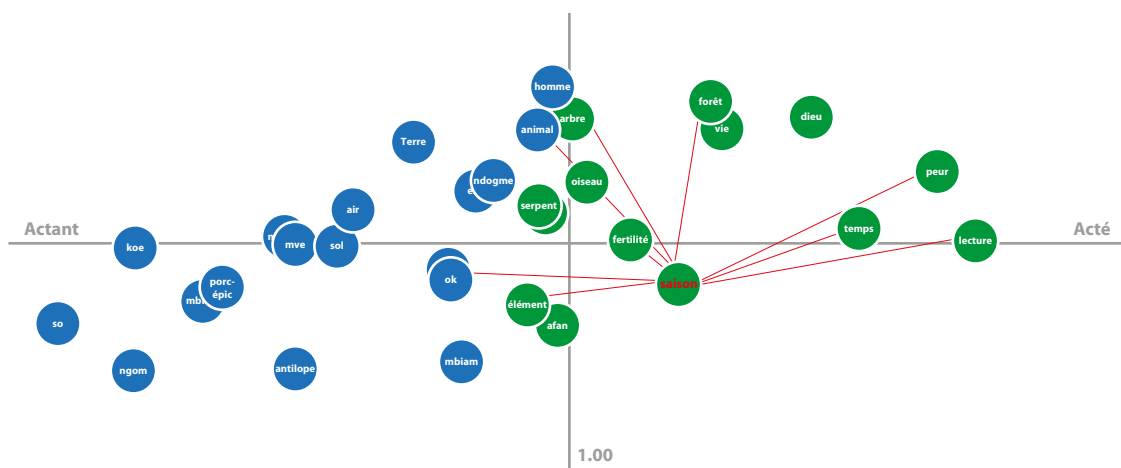 homme
arbre
animal
forêt
vie
dieu
Terre
ndogme
oiseau
peur
serpent
air
Actant
Acté
koe
mve
sol
fertilité
temps
lecture
ok
saison
porc-
épic
so
élément
afan
ngom
antilope
mbiam
1.00